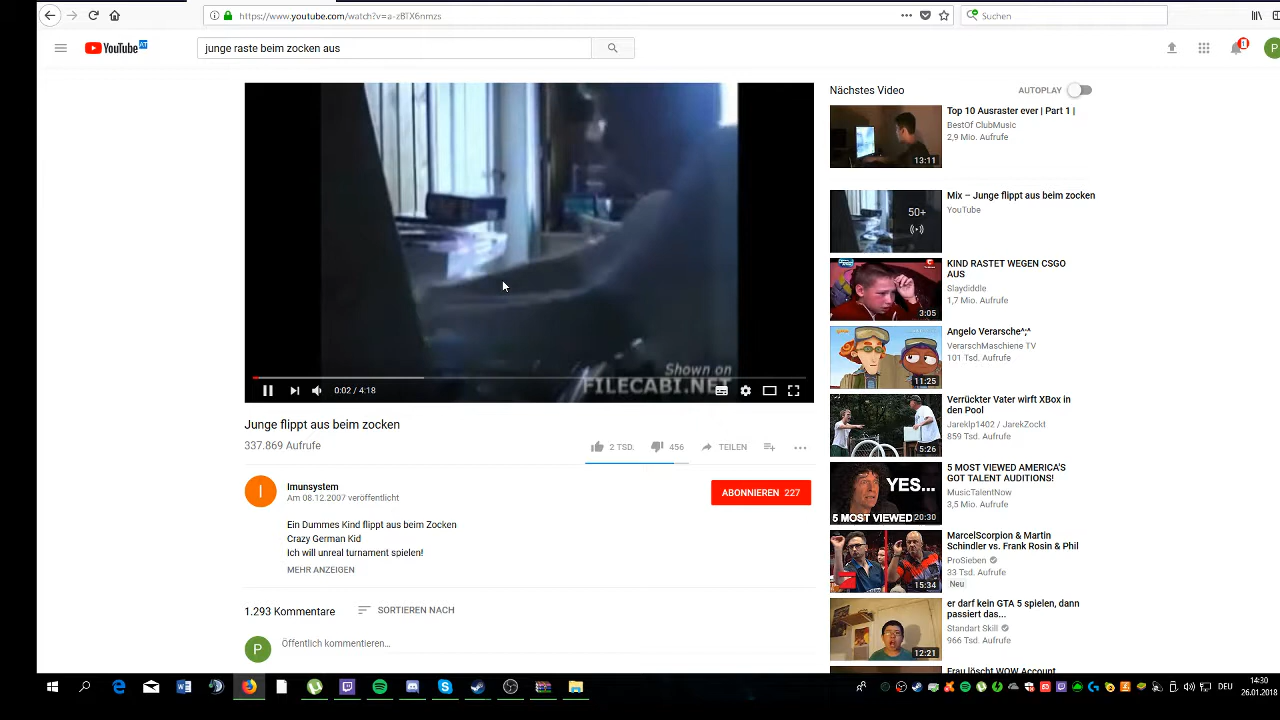 https://www.youtube.com/watch?v=a-zBTX6nmzs
Suchen
YouTube AT
junge raste beim zocken aus
1
P
Shown on
FILECABI.NET
0:02 / 4:18
Junge flippt aus beim zocken
337.869 Aufrufe
2 TSD.
456
TEILEN
I
Imunsystem
Am 08.12.2007 veröffentlicht
ABONNIEREN 227
Ein Dummes Kind flippt aus beim Zocken
Crazy German Kid
Ich will unreal turnament spielen!
MEHR ANZEIGEN
1.293 Kommentare
SORTIEREN NACH
P
Öffentlich kommentieren...
Nächstes Video
AUTOPLAY
13:11
Top 10 Ausraster ever | Part 1 |
BestOf ClubMusic
2,9 Mio. Aufrufe
50+
Mix – Junge flippt aus beim zocken
YouTube
3:05
KIND RASTET WEGEN CSGO
AUS
Slaydiddle
1,7 Mio. Aufrufe
11:25
Angelo Verarsche^;^
VerarschMaschiene TV
101 Tsd. Aufrufe
5:26
Verrückter Vater wirft XBox in
den Pool
Jareklp1402 / JarekZockt
859 Tsd. Aufrufe
YES...
5 MOST VIEWED
20:30
5 MOST VIEWED AMERICA'S
GOT TALENT AUDITIONS!
MusicTalentNow
3,5 Mio. Aufrufe
15:34
MarcelScorpion & Martin
Schindler vs. Frank Rosin & Phil
ProSieben
33 Tsd. Aufrufe
Neu
12:21
er darf kein GTA 5 spielen, dann
passiert das...
Standart Skill
966 Tsd. Aufrufe
Frau löscht WOW Account
DEU
14:30
26.01.2018